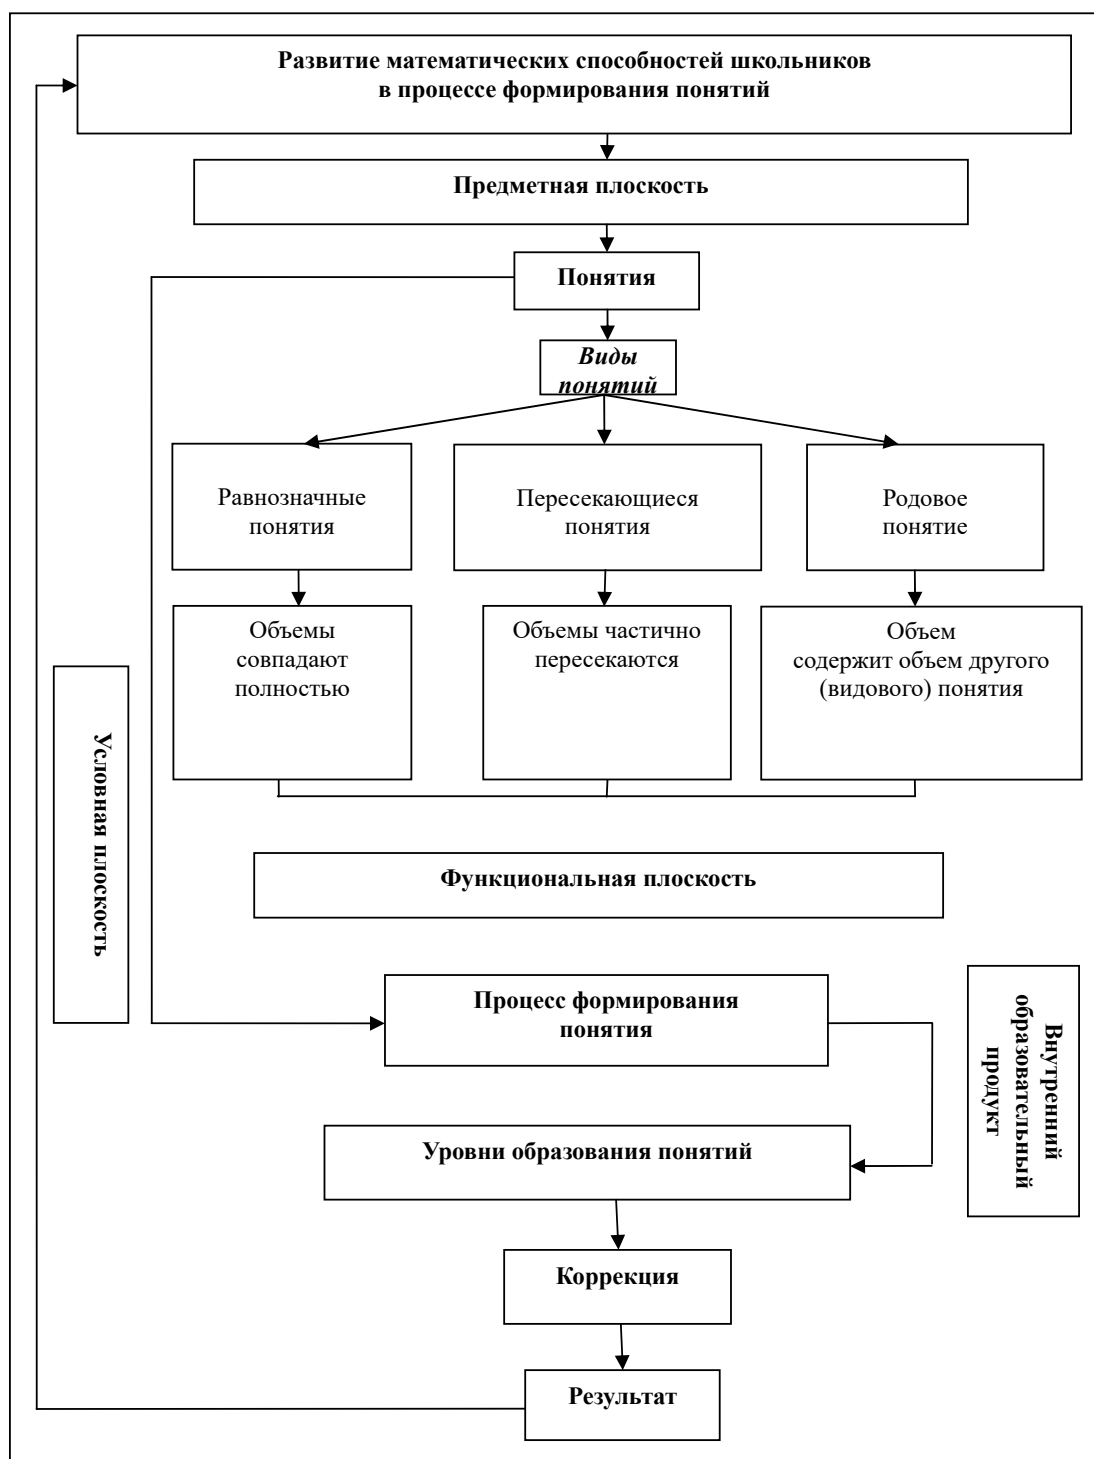 Развитие математических способностей школьников
в процессе формирования понятий
Предметная плоскость
Понятия
Виды
понятий
Равнозначные
понятия
Пересекающиеся
понятия
Родовое
понятие
Объемы
совпадают
полностью
Объемы частично
пересекаются
Объем
содержит объем другого
(видового) понятия
Условная плоскость
Функциональная плоскость
Процесс формирования
понятия
Внутренний
образовательный
продукт
Уровни образования понятий
Коррекция
Результат